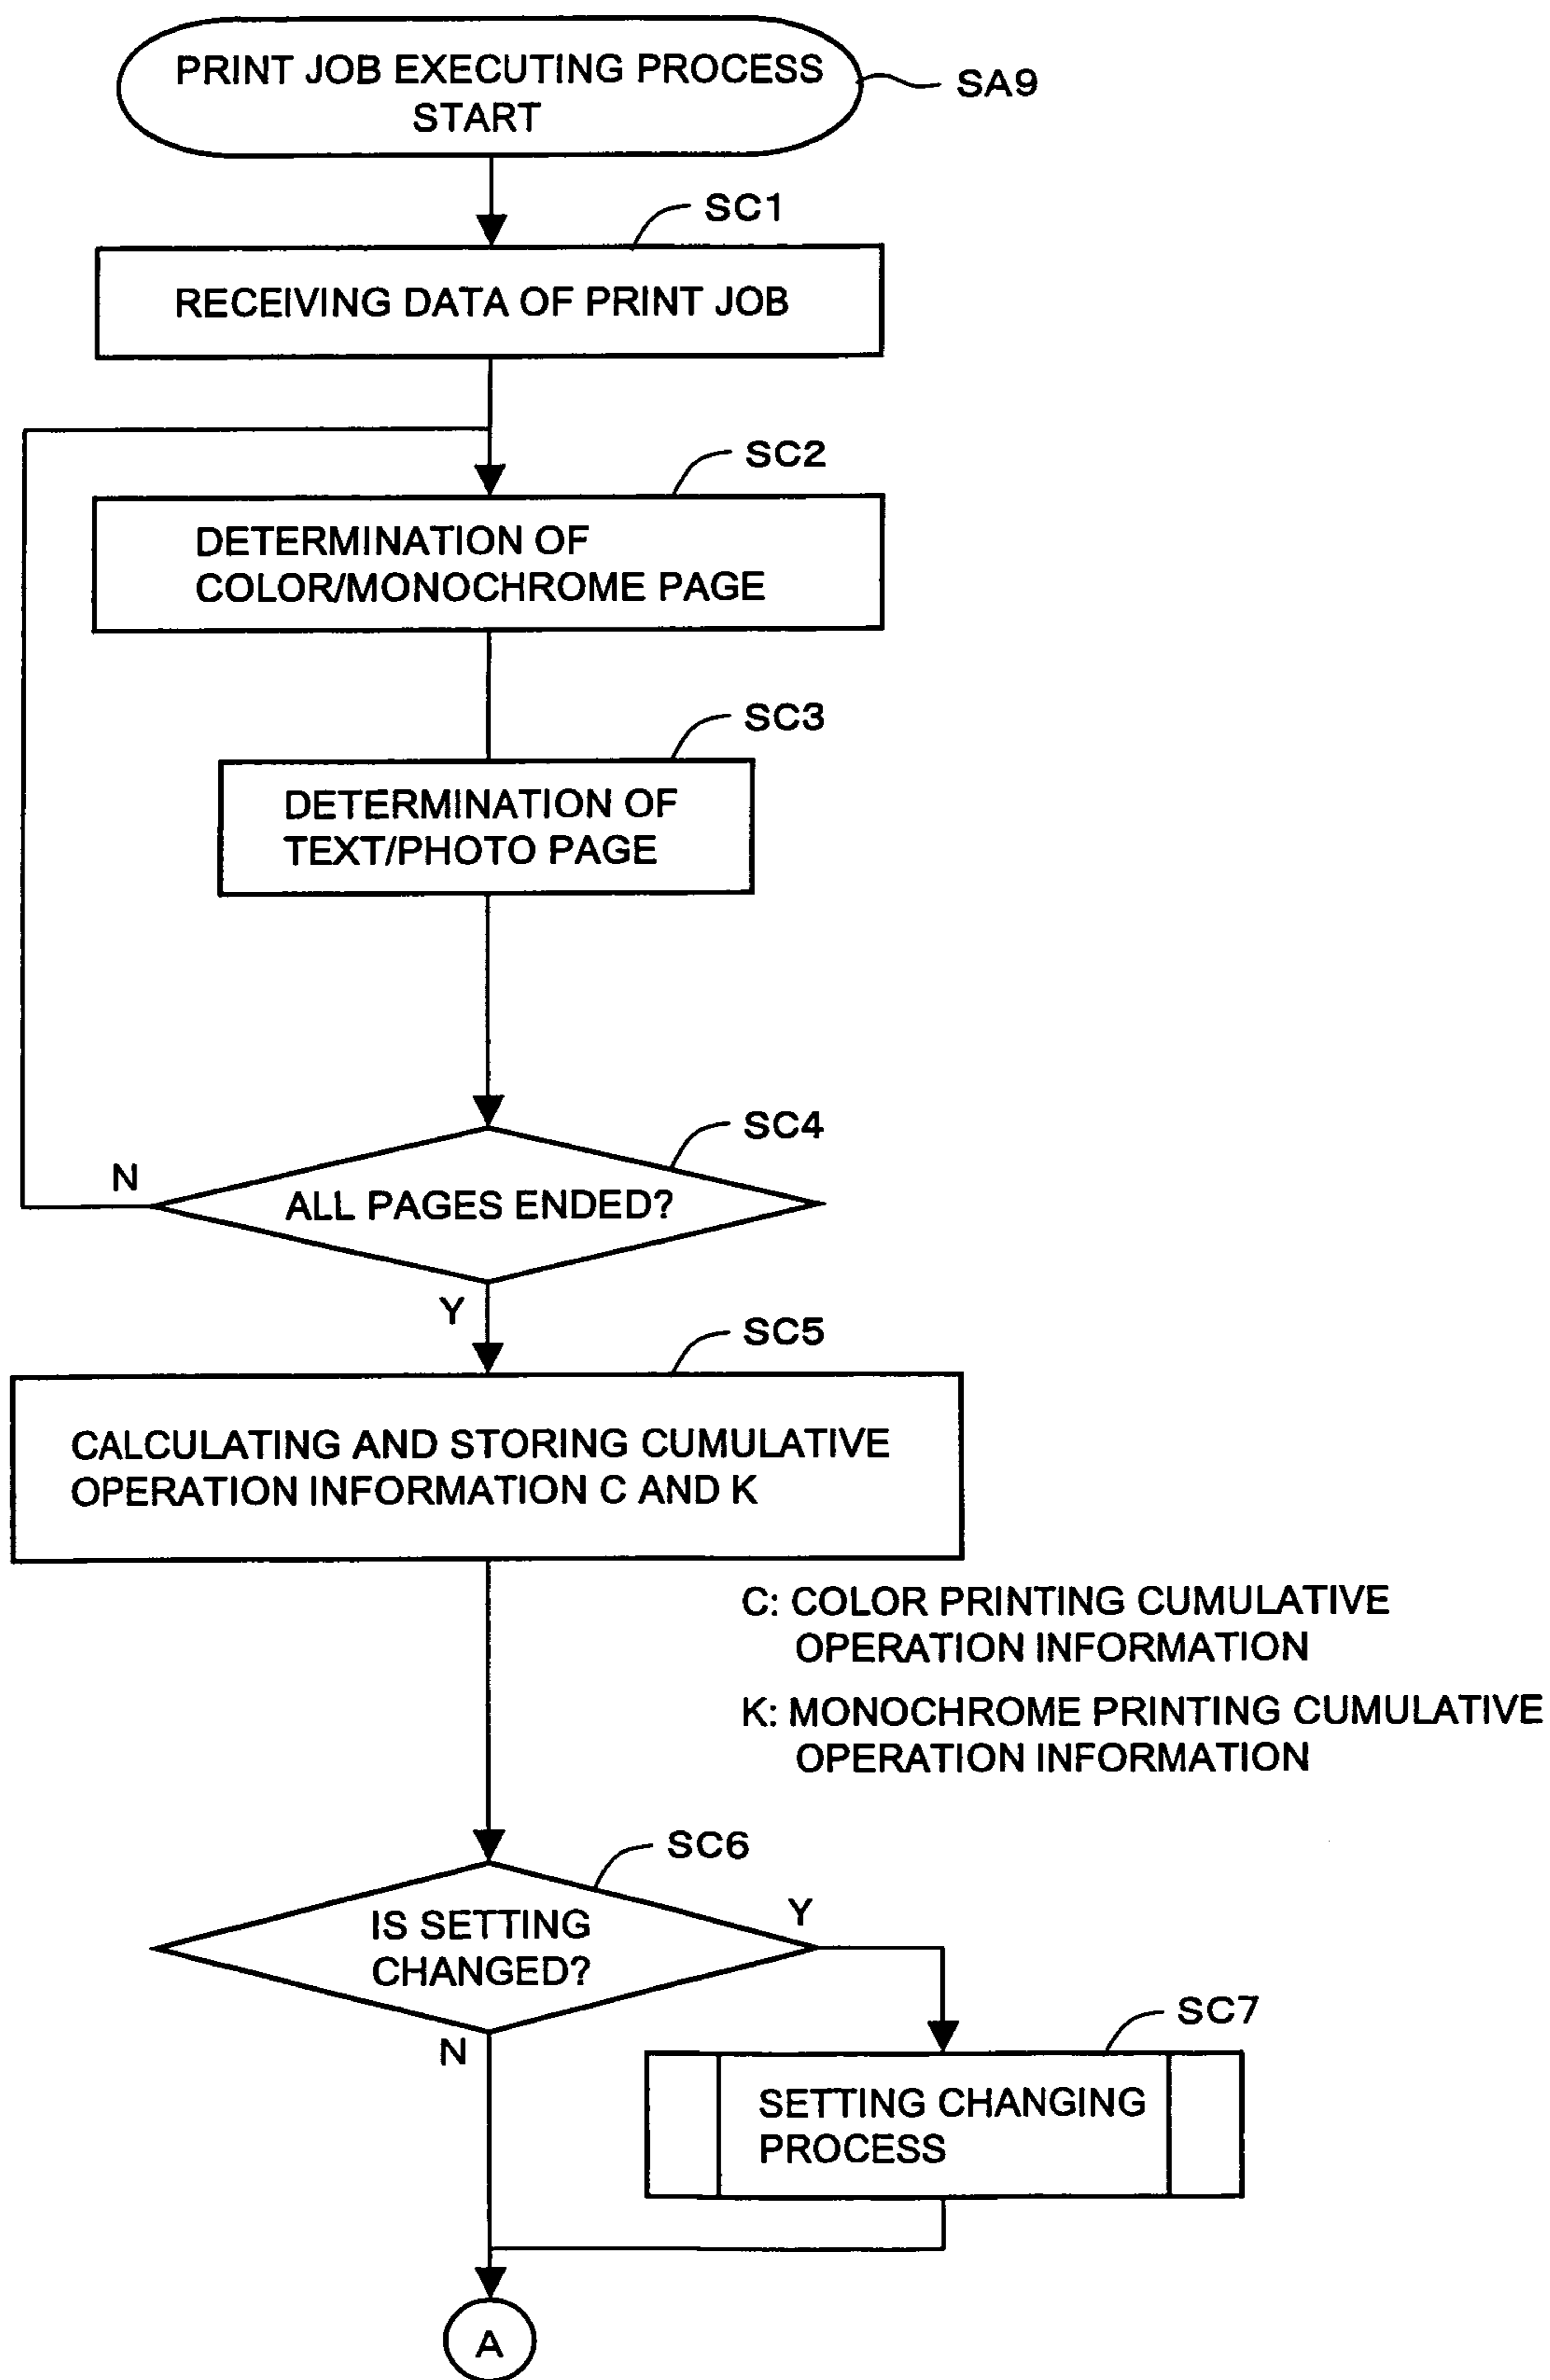 PRINT JOB EXECUTING PROCESS
START
SA9
SC1
RECEIVING DATA OF PRINT JOB
SC2
DETERMINATION OF
COLOR/MONOCHROME PAGE
SC3
DETERMINATION OF
TEXT/PHOTO PAGE
SC4
N
ALL PAGES ENDED?
Y
SC5
CALCULATING AND STORING CUMULATIVE
OPERATION INFORMATION C AND K
C: COLOR PRINTING CUMULATIVE
OPERATION INFORMATION
K: MONOCHROME PRINTING CUMULATIVE
OPERATION INFORMATION
SC6
Y
IS SETTING
CHANGED?
N
SC7
SETTING CHANGING
PROCESS
A